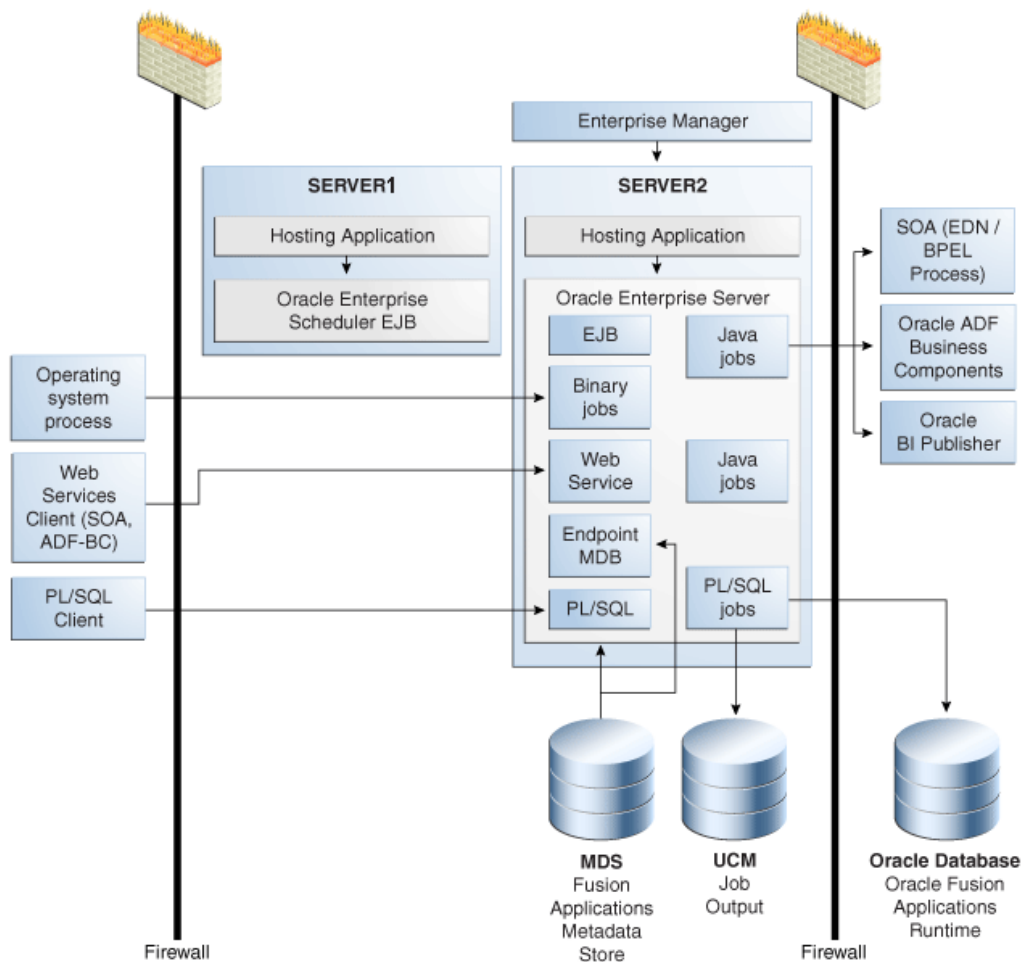 Enterprise Manager
SERVER1
Hosting Application
Oracle Enterprise
Scheduler EJB
SERVER2
Hosting Application
Oracle Enterprise Server
EJB
Java
jobs
Binary
jobs
Web
Service
Java
jobs
Endpoint
MDB
PL/SQL
PL/SQL
jobs
Operating
system
process
Web
Services
Client (SOA,
ADF-BC)
PL/SQL
Client
SOA (EDN /
BPEL
Process)
Oracle ADF
Business
Components
Oracle
BI Publisher
MDS
Fusion
Applications
Metadata
Store
UCM
Job
Output
Oracle Database
Oracle Fusion
Applications
Runtime
Firewall
Firewall